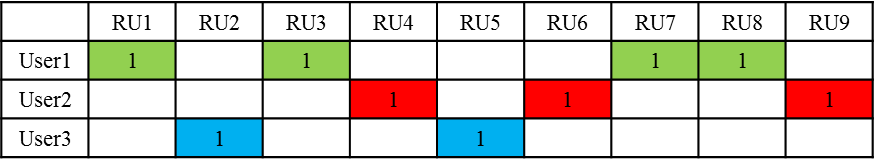 RU1 RU2 RU3 RU4 RU5 RU6 RU7 RU8 RU9
User1 1 1 1 1
User2 1 1 1
User3 1 1